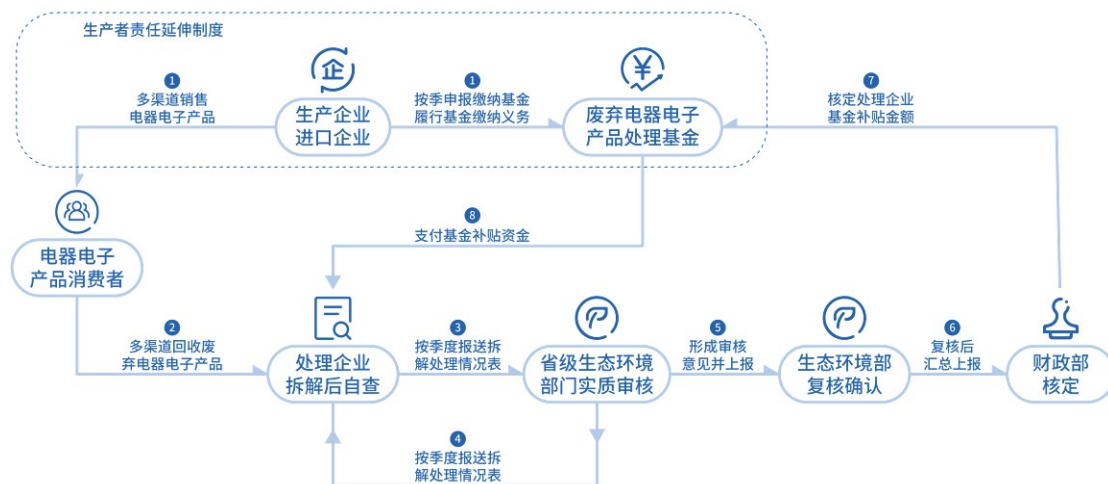 生产者责任延伸制度
企
1
多渠道销售
电器电子产品
生产企业
进口企业
1
按季申报缴纳基金
履行基金缴纳义务
¥
废弃电器电子
产品处理基金
7
核定处理企业
基金补贴金额
电器电子
产品消费者
8
支付基金补贴资金
2
多渠道回收废
弃电器电子产品
处理企业
拆解后自查
3
按季度报送拆
解处理情况表
省级生态环境
部门实质审核
5
形成审核
意见并上报
生态环境部
复核确认
6
复核后
汇总上报
财政部
核定
4
按季度报送拆
解处理情况表